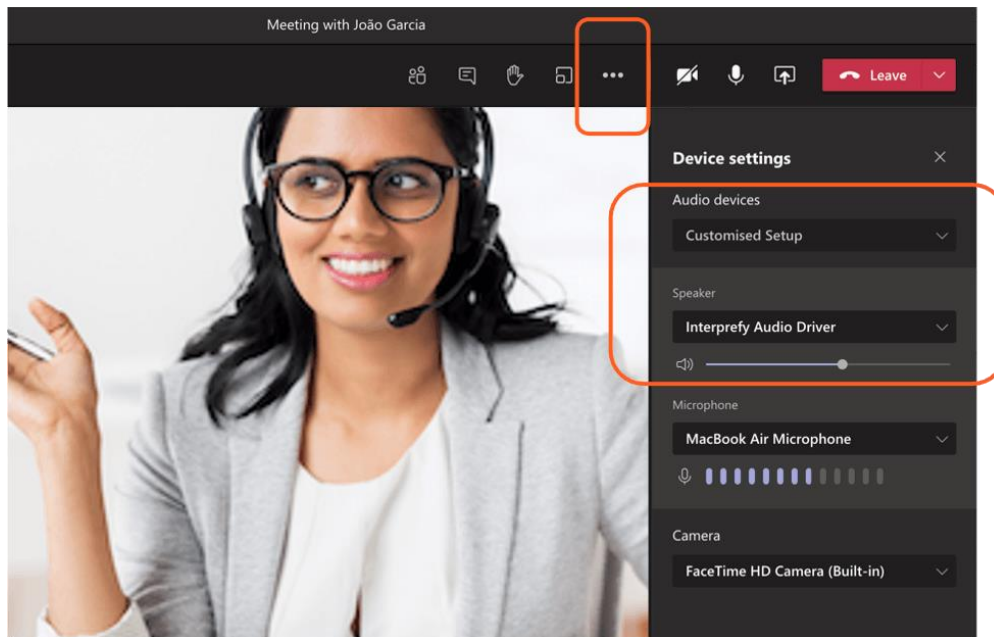 Meeting with João Garcia
Leave
Device settings
Audio devices
Customised Setup
Speaker
Interprefy Audio Driver
Microphone
MacBook Air Microphone
Camera
FaceTime HD Camera (Built-in)